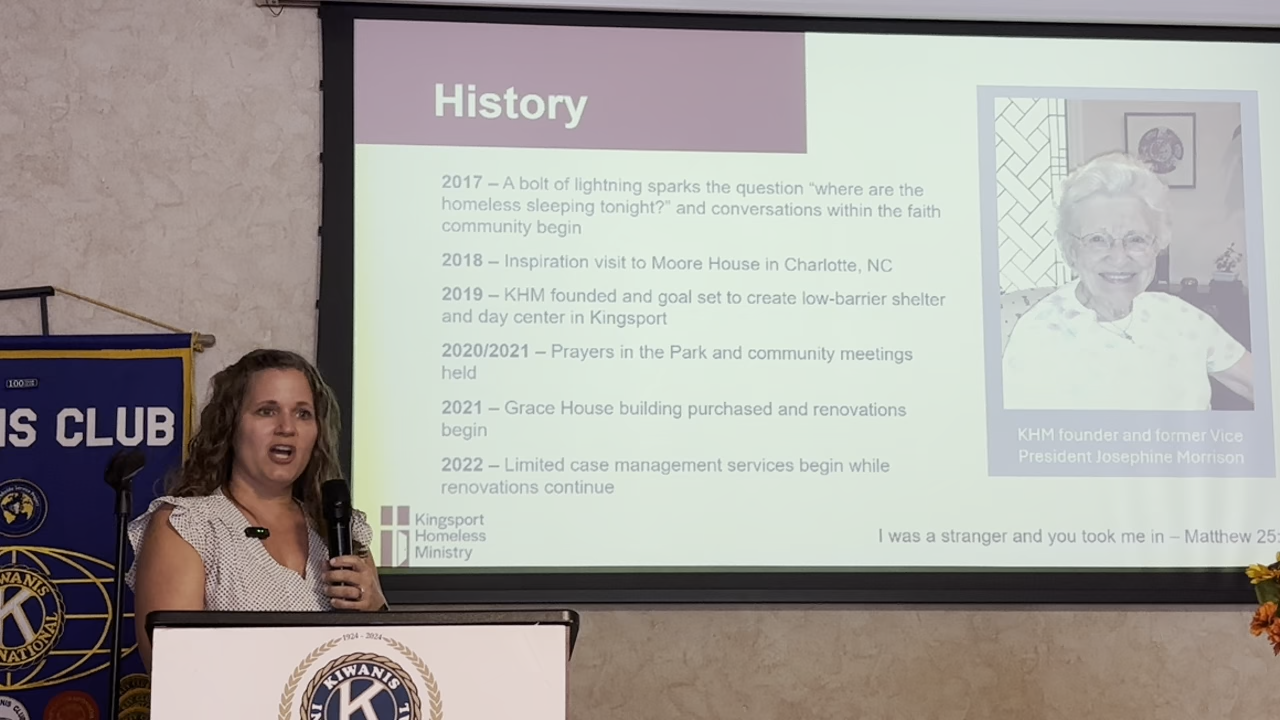 History
2017 – A bolt of lightning sparks the question “where are the
homeless sleeping tonight?” and conversations within the faith
community begin
2018 – Inspiration visit to Moore House in Charlotte, NC
2019 – KHM founded and goal set to create low-barrier shelter
and day center in Kingsport
2020/2021 – Prayers in the Park and community meetings
held
2021 – Grace House building purchased and renovations
begin
2022 – Limited case management services begin while
renovations continue
KHM founder and former Vice
President Josephine Morrison
Kingsport
Homeless
Ministry
I was a stranger and you took me in – Matthew 25:
100
IS CLUB
KIWANIS
K
NATIONAL
1924 - 2024
KIWANIS
K